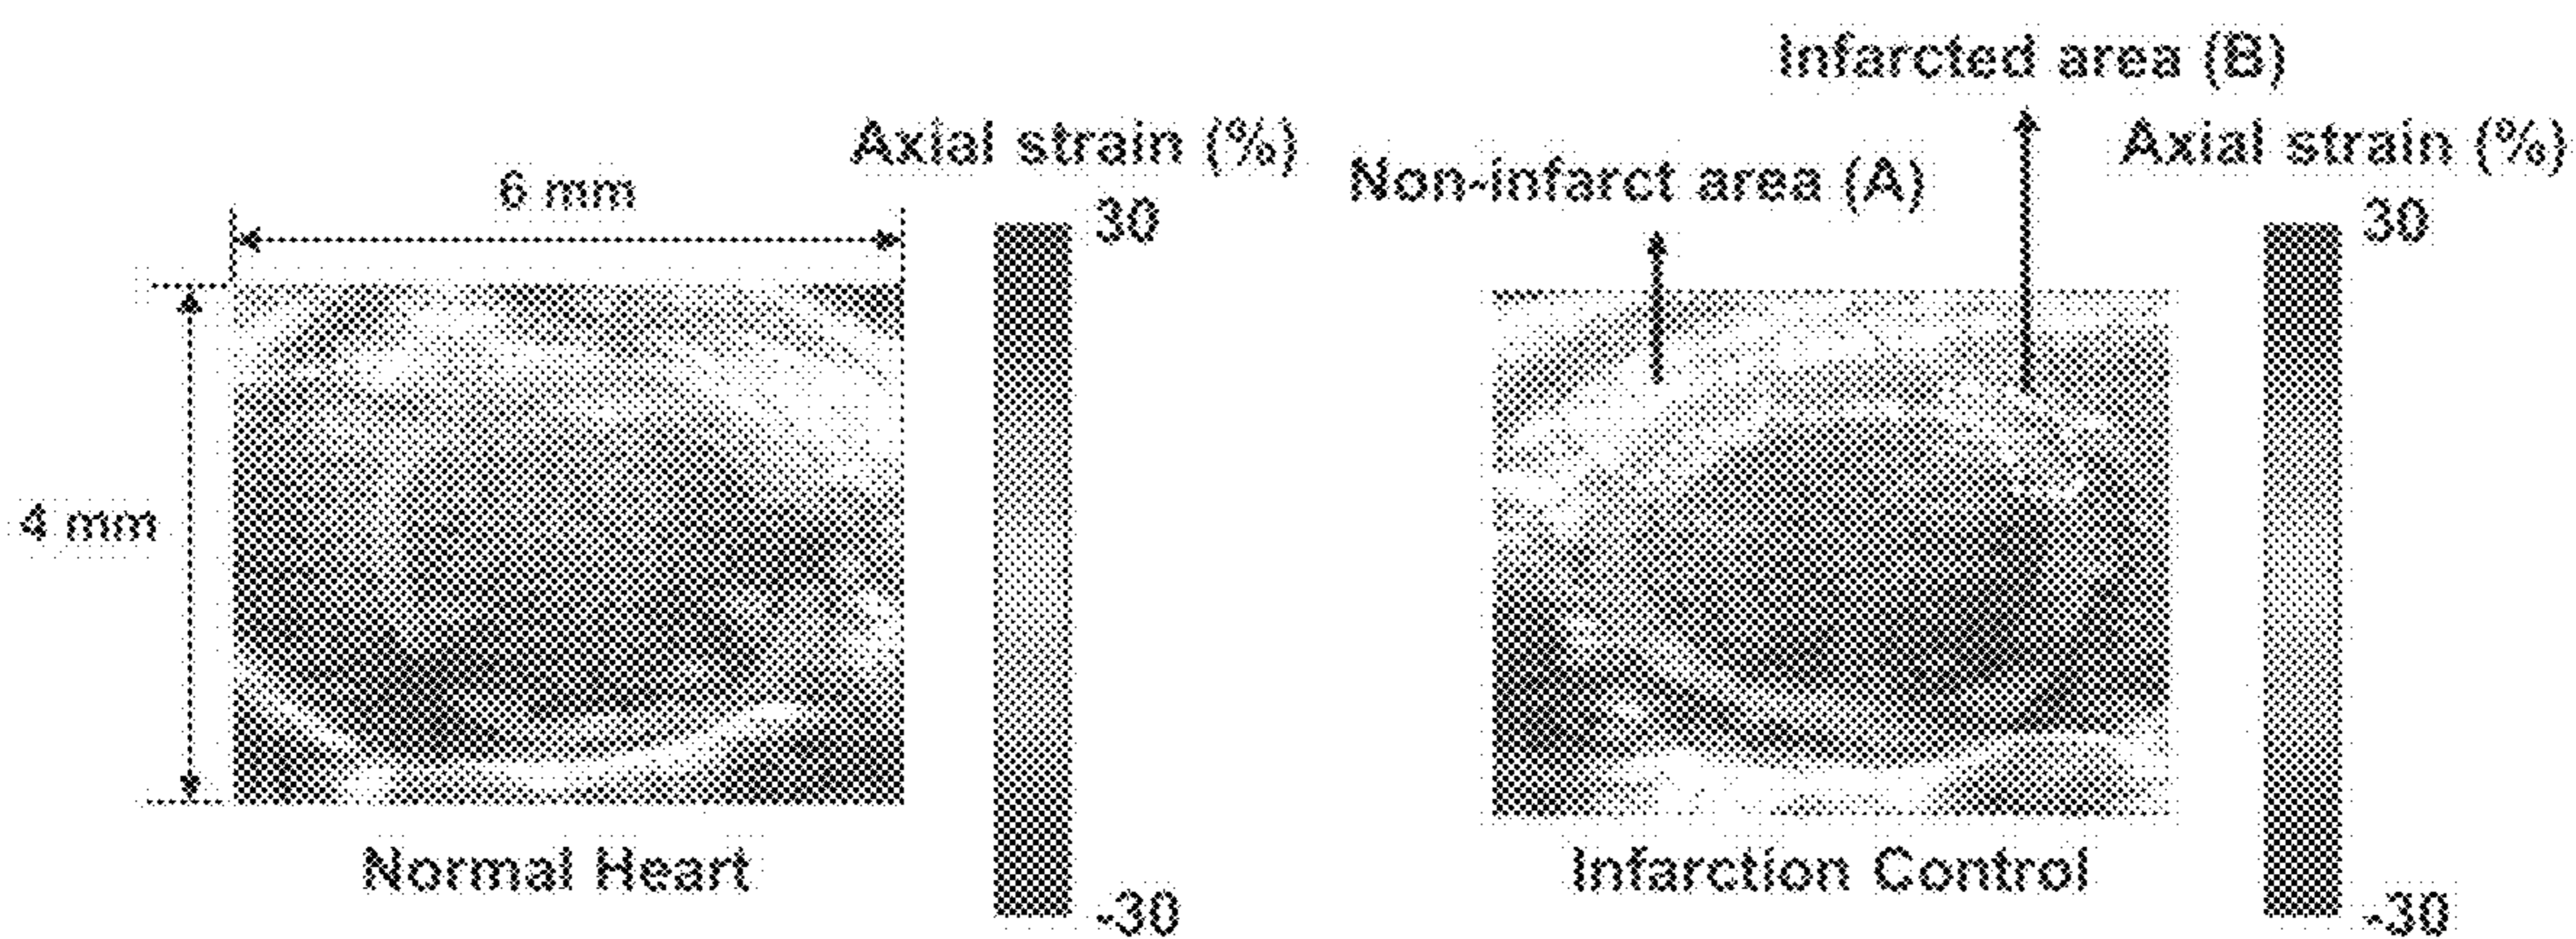 6 mm
Axial strain (%)
30
4 mm
-30
Normal Heart
Infarcted area (B)
Non-infarct area (A)
Axial strain (%)
30
-30
Infarction Control